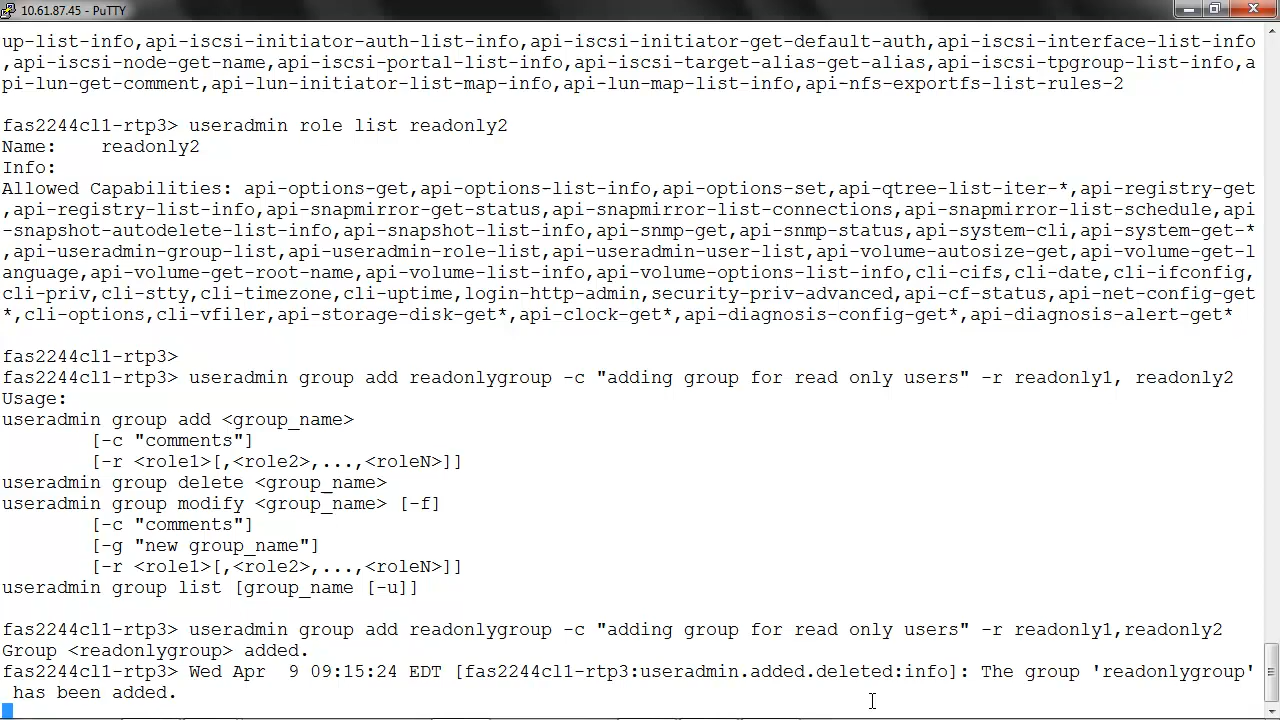 10.61.87.45 - PuTTY
up-list-info,api-iscsi-initiator-auth-list-info,api-iscsi-initiator-get-default-auth,api-iscsi-interface-list-info
,api-iscsi-node-get-name,api-iscsi-portal-list-info,api-iscsi-target-alias-get-alias,api-iscsi-tpgroup-list-info,a
pi-lun-get-comment,api-lun-initiator-list-map-info,api-lun-map-list-info,api-nfs-exportfs-list-rules-2
fas2244cl1-rtp3> useradmin role list readonly2
Name:    readonly2
Info:
Allowed Capabilities: api-options-get,api-options-list-info,api-options-set,api-qtree-list-iter-*,api-registry-get
,api-registry-list-info,api-snapmirror-get-status,api-snapmirror-list-connections,api-snapmirror-list-schedule,api
-snapshot-autodelete-list-info,api-snapshot-list-info,api-snmp-get,api-snmp-status,api-system-cli,api-system-get-*
,api-useradmin-group-list,api-useradmin-role-list,api-useradmin-user-list,api-volume-autosize-get,api-volume-get-l
anguage,api-volume-get-root-name,api-volume-list-info,api-volume-options-list-info,cli-cifs,cli-date,cli-ifconfig,
cli-priv,cli-stty,cli-timezone,cli-uptime,login-http-admin,security-priv-advanced,api-cf-status,api-net-config-get
*,cli-options,cli-vfiler,api-storage-disk-get*,api-clock-get*,api-diagnosis-config-get*,api-diagnosis-alert-get*
fas2244cl1-rtp3>
fas2244cl1-rtp3> useradmin group add readonlygroup -c "adding group for read only users" -r readonly1, readonly2
Usage:
useradmin group add <group_name>
        [-c "comments"]
        [-r <role1>[,<role2>,...,<roleN>]]
useradmin group delete <group_name>
useradmin group modify <group_name> [-f]
        [-c "comments"]
        [-g "new group_name"]
        [-r <role1>[,<role2>,...,<roleN>]]
useradmin group list [group_name [-u]]
fas2244cl1-rtp3> useradmin group add readonlygroup -c "adding group for read only users" -r readonly1,readonly2
Group <readonlygroup> added.
fas2244cl1-rtp3> Wed Apr  9 09:15:24 EDT [fas2244cl1-rtp3:useradmin.added.deleted:info]: The group 'readonlygroup'
 has been added.